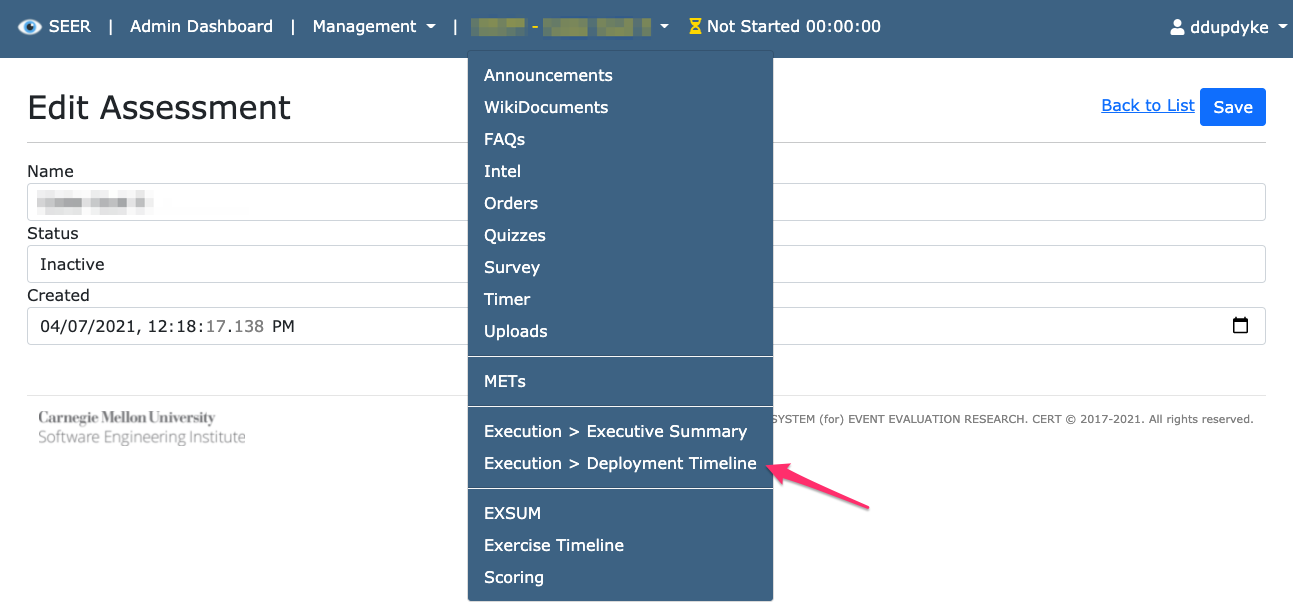 SEER | Admin Dashboard | Management | - Not Started 00:00:00 ddupdyke
Announcements
Edit Assessment
Back to List Save
WikiDocuments
FAQs
Name
Intel
Orders
Status
Quizzes
Inactive
Survey
Created
Timer
04/07/2021, 12:18:17.138 PM
Uploads
METs
Carnegie Mellon University
Software Engineering Institute
SYSTEM (for) EVENT EVALUATION RESEARCH. CERT © 2017-2021. All rights reserved.
Execution > Executive Summary
Execution > Deployment Timeline
EXSUM
Exercise Timeline
Scoring